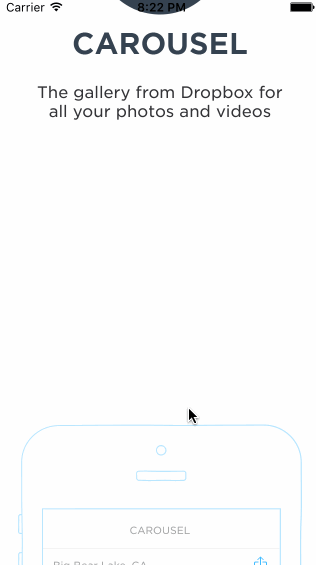 Carrier 8:22 PM
CAROUSEL
The gallery from Dropbox for
all your photos and videos
CAROUSEL
Big Bear Lake, CA